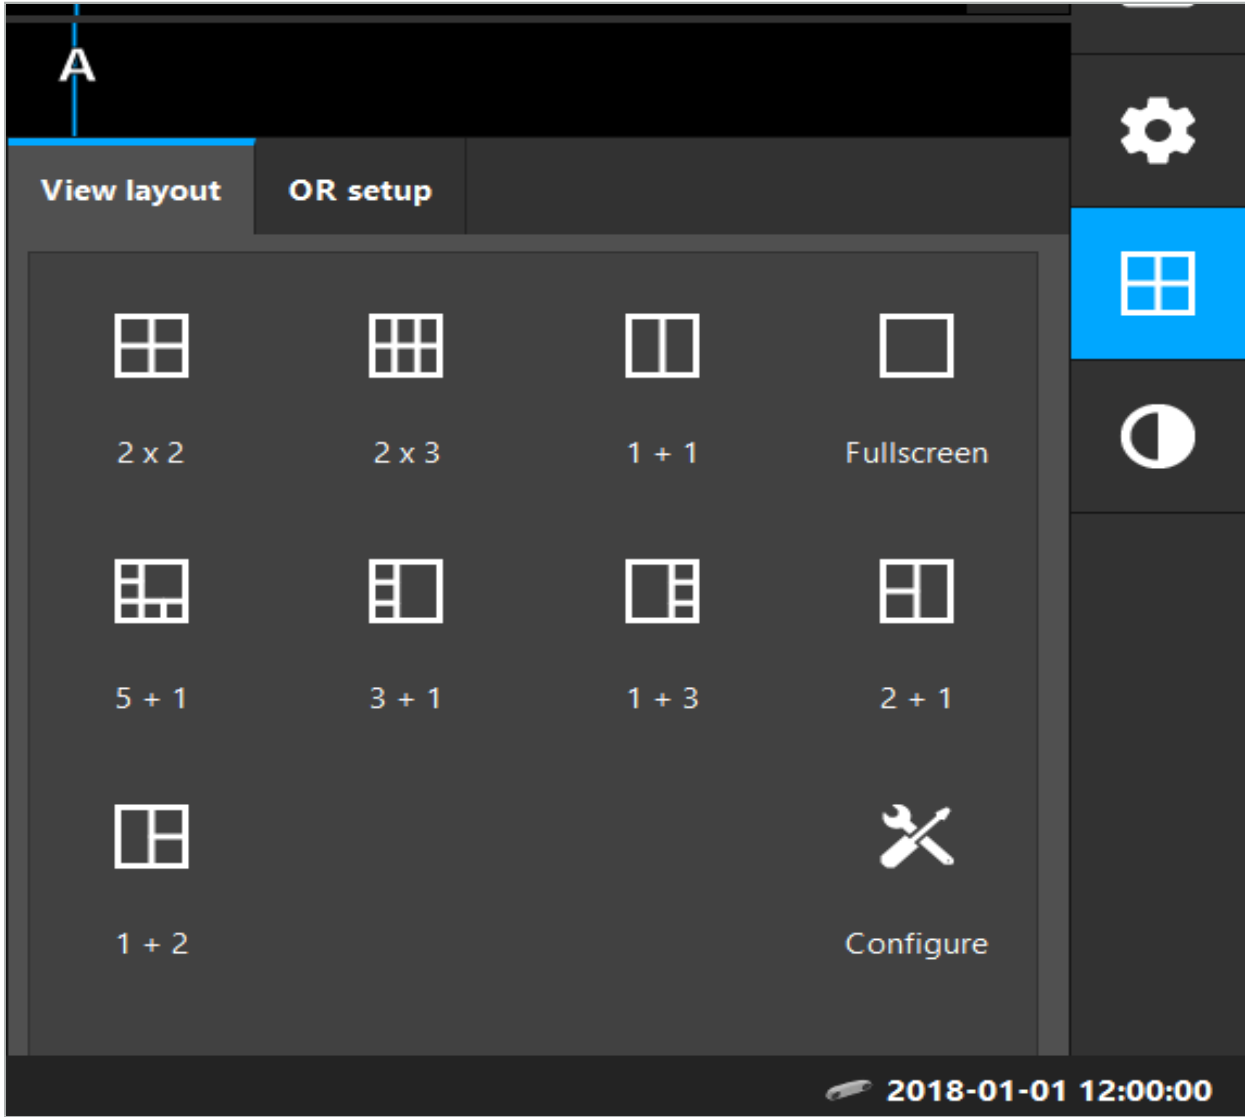 A
View layout OR setup
2 x 2 2 x 3 1 + 1 Fullscreen
5 + 1 3 + 1 1 + 3 2 + 1
1 + 2 Configure
2018-01-01 12:00:00